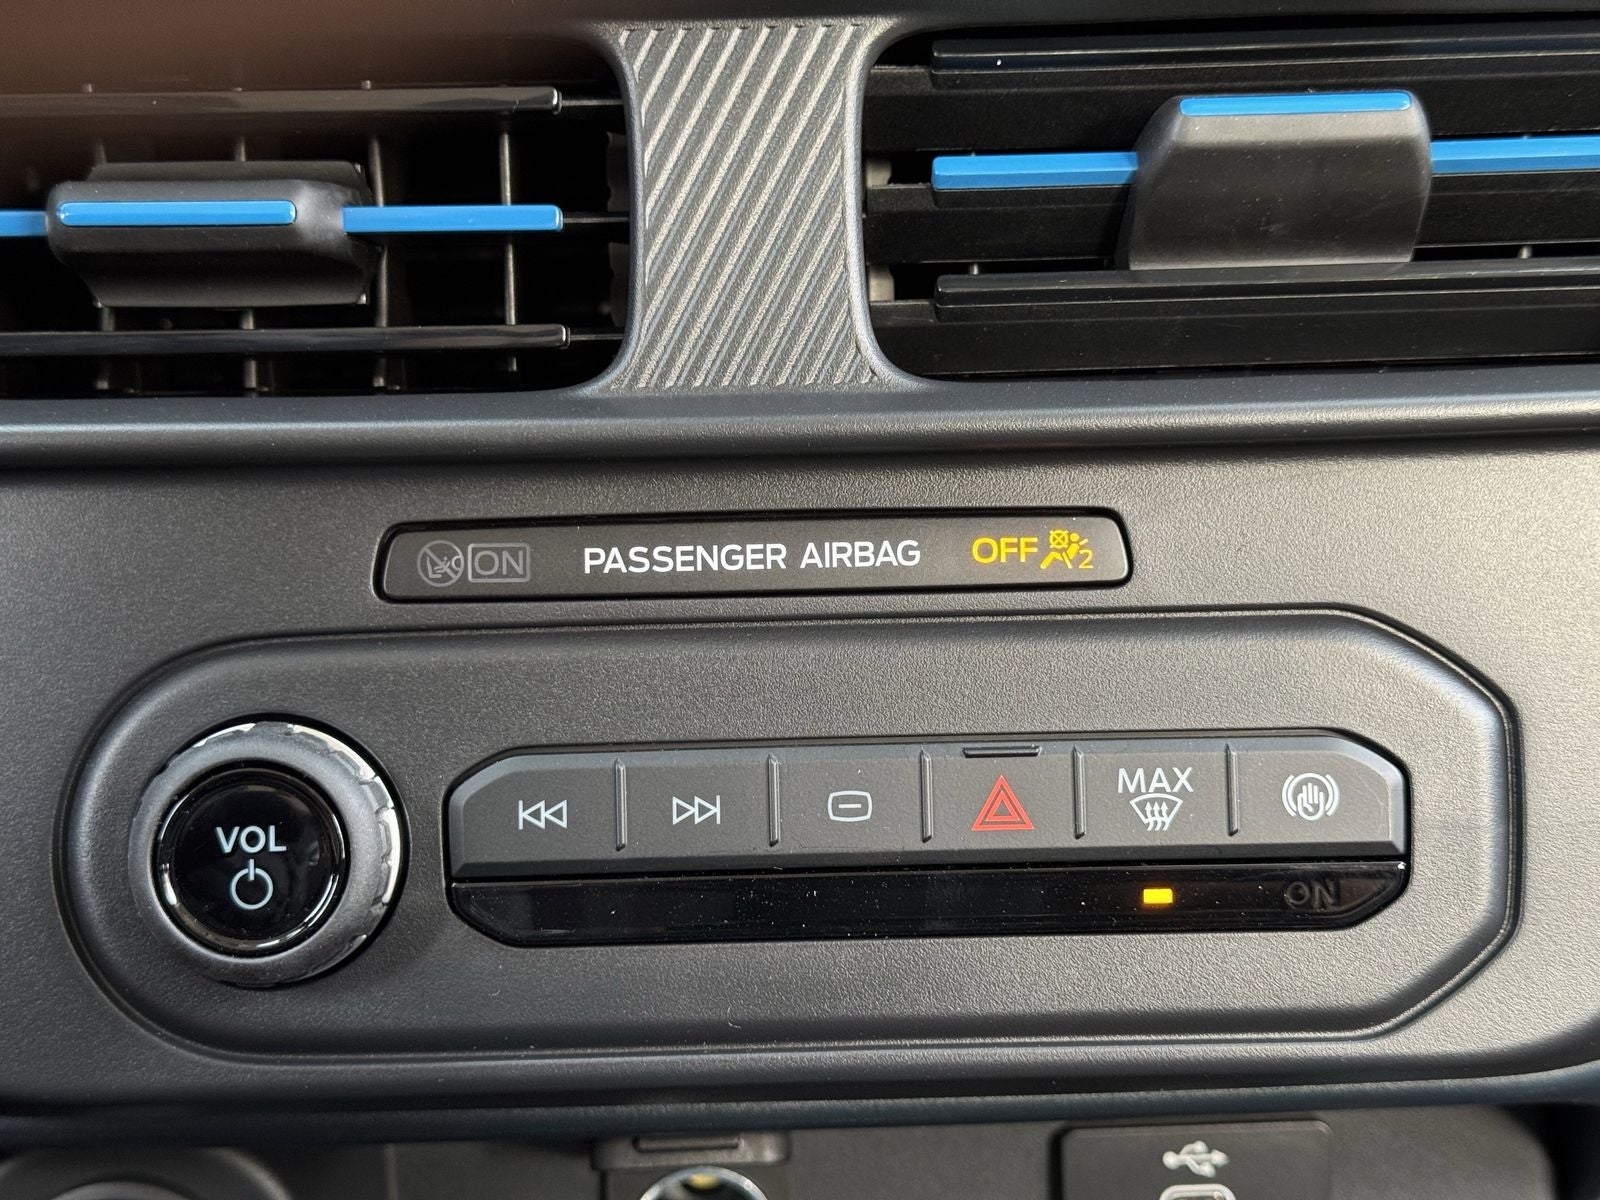 ON PASSENGER AIRBAG OFF 2
MAX
VOL
ON